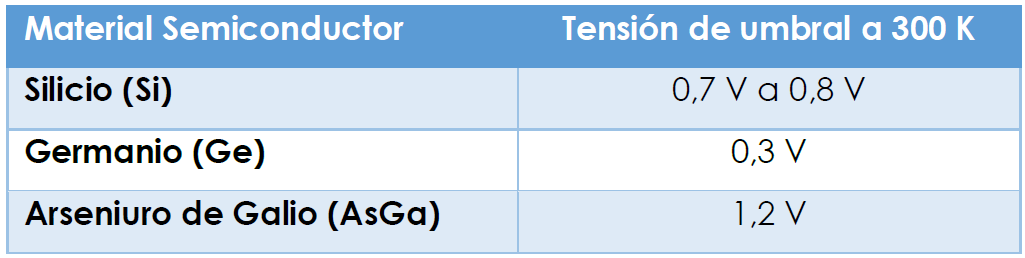 Material Semiconductor Tensión de umbral a 300 K
Silicio (Si) 0,7 V a 0,8 V
Germanio (Ge) 0,3 V
Arseniuro de Galio (AsGa) 1,2 V